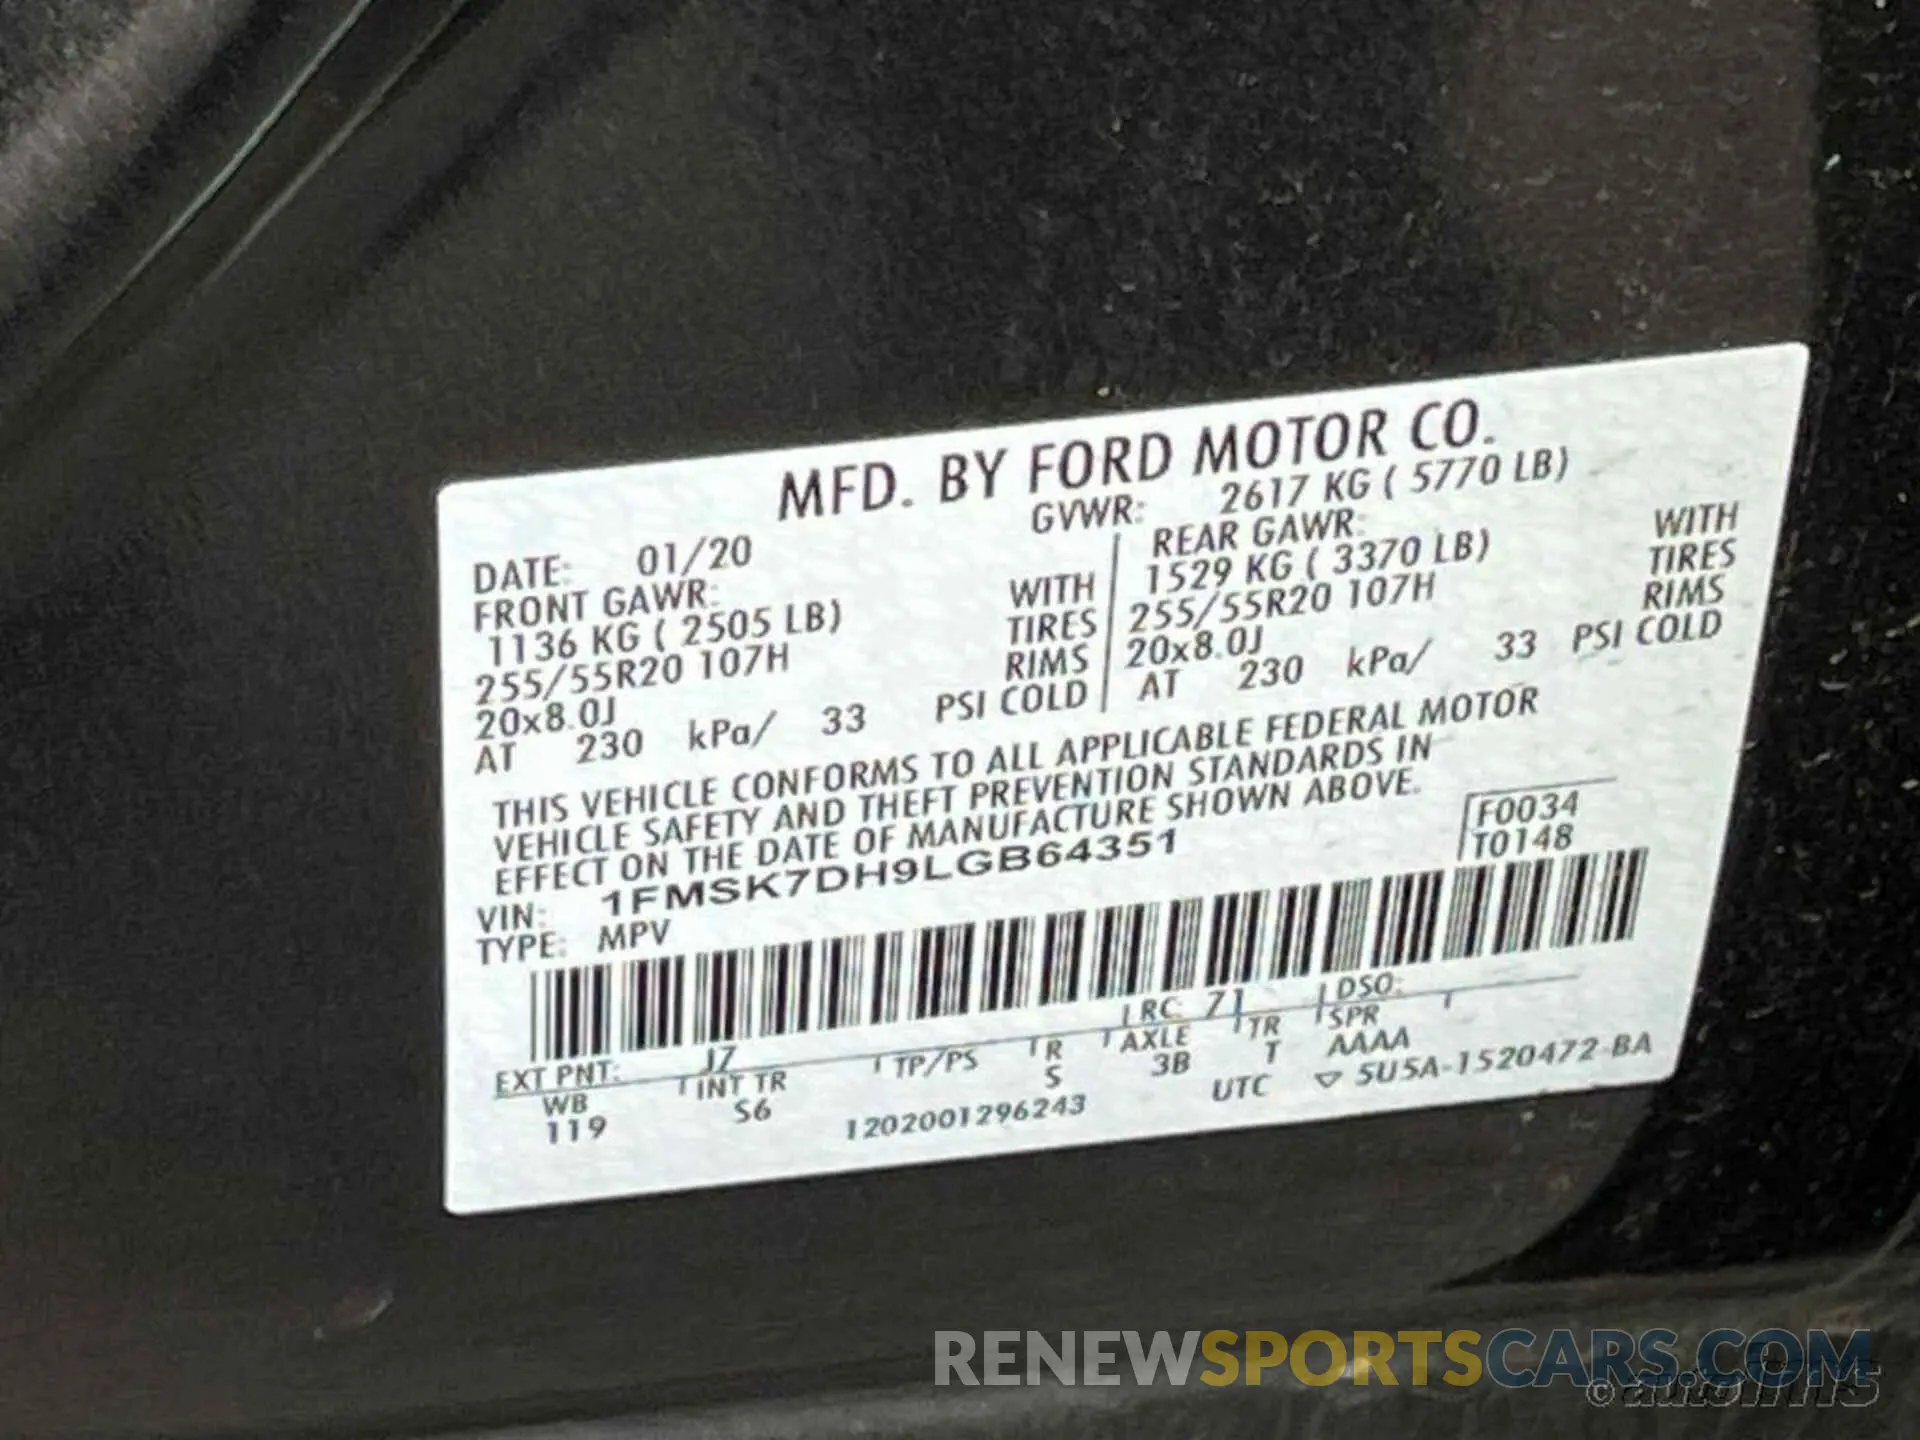 MFD. BY FORD MOTOR CO.
DATE: 01/20 GVWR: 2617 KG ( 5770 LB)
FRONT GAWR: REAR GAWR:
1136 KG ( 2505 LB) WITH 1529 KG ( 3370 LB) WITH
255/55R20 107H TIRES 255/55R20 107H TIRES
20x8.0J RIMS 20x8.0J RIMS
AT 230 kPa/ 33 PSI COLD AT 230 kPa/ 33 PSI COLD
THIS VEHICLE CONFORMS TO ALL APPLICABLE FEDERAL MOTOR
VEHICLE SAFETY AND THEFT PREVENTION STANDARDS IN
EFFECT ON THE DATE OF MANUFACTURE SHOWN ABOVE.
VIN: 1FMSK7DH9LGB64351 F0034
TYPE: MPV T0148
EXT PNT: J7 RC: 71 DSO:
WB INT TR TP/PS R AXLE TR SPR
119 S6 S 3B T AAAA
1202001296243 UTC ▽ 5U5A-1520472-BA
RENEWSPORTSCARS.COM